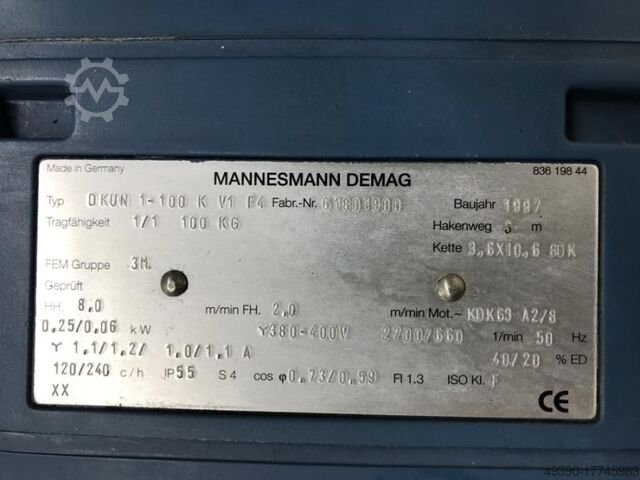 Made in Germany
MANNESMANN DEMAG
836 198 44
Typ DKUN 1-100 K V1 F4 Fabr.-Nr. Baujahr 1997
Tragfähigkeit 1/1 100 KG Hakenweg m
Kette 3,6X10,6 8DK
FEM Gruppe 3M
Geprüft
HH. 8.0 m/min FH. 2.0 m/min Mot.~ KDK63 A2/8
0,25/0,06 kW Y380-400V 2700/660 1/min 50 Hz
Y 1,1/1,2/ 1,0/1,1 A 40/20 % ED
120/240 c/h IP55 S4 cos φ0,73/0,59 FI 1.3 ISO Kl. F
XX
CE
49390-17745983